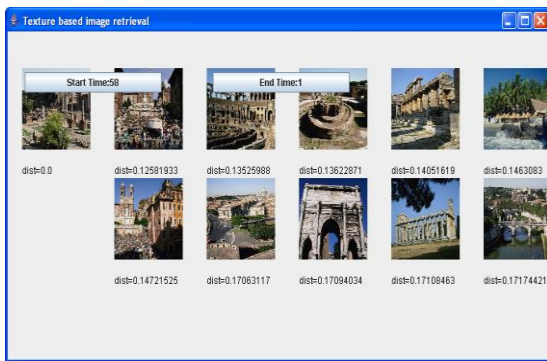 Texture based image retrieval
Start Time:58 End Time:1
dist=0.0 dist=0.12581933 dist=0.13525988 dist=0.13622871 dist=0.14051619 dist=0.1463083
dist=0.14721525 dist=0.17063117 dist=0.17094034 dist=0.17108463 dist=0.17174421